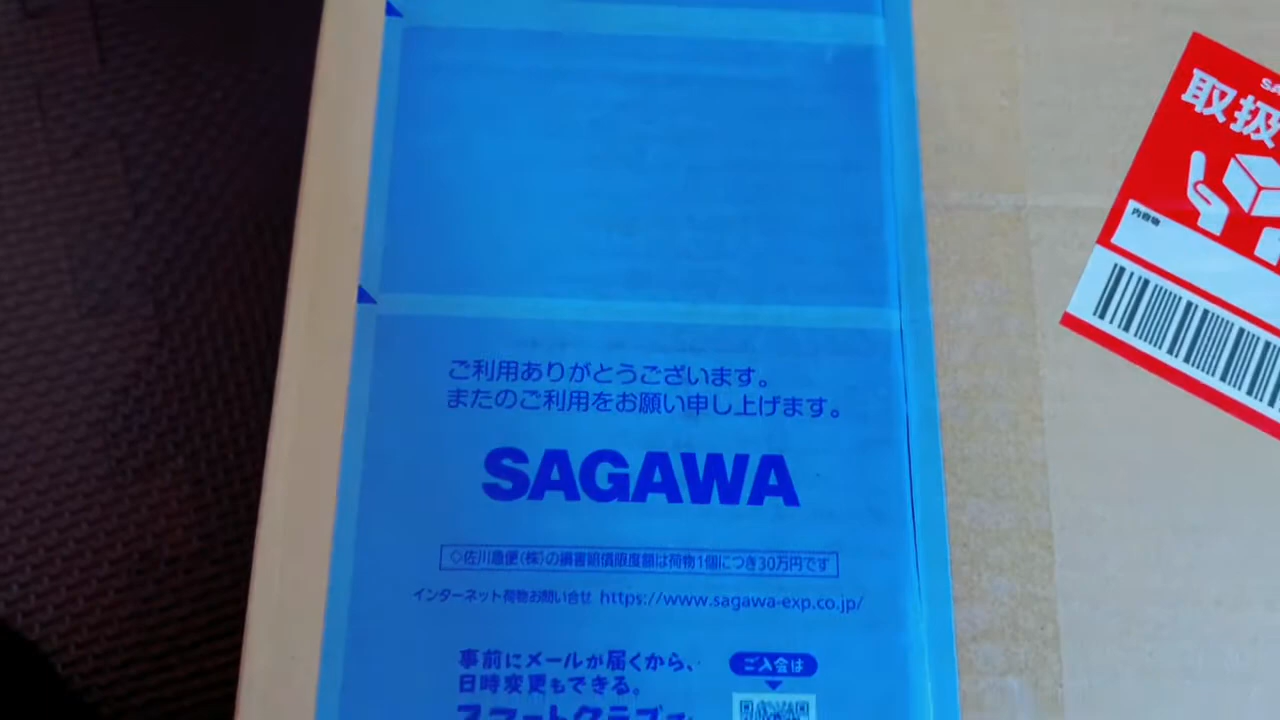 ご利用ありがとうございます。
またのご利用をお願い申し上げます。
SAGAWA
◇佐川急便(株)の損害賠償限度額は荷物1個につき30万円です
インターネット荷物お問い合せ https://www.sagawa-exp.co.jp/
事前にメールが届くから、
日時変更もできる。
ご入会は
取扱
内容物